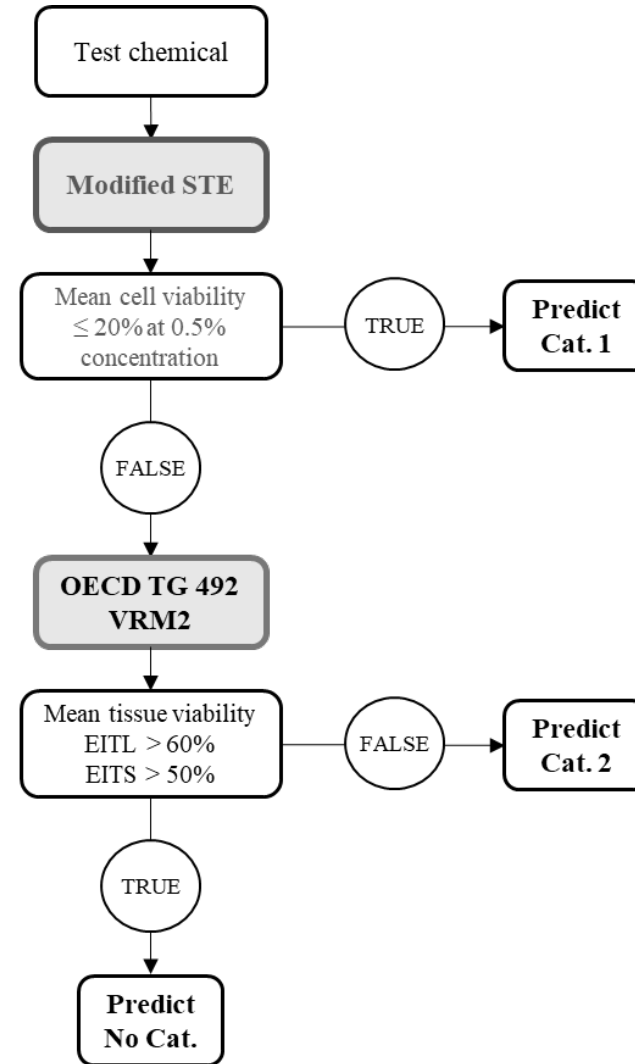 Test chemical
Modified STE
Mean cell viability
≤ 20% at 0.5%
concentration
TRUE
Predict
Cat. 1
FALSE
OECD TG 492
VRM2
Mean tissue viability
EITL > 60%
EITS > 50%
FALSE
Predict
Cat. 2
TRUE
Predict
No Cat.